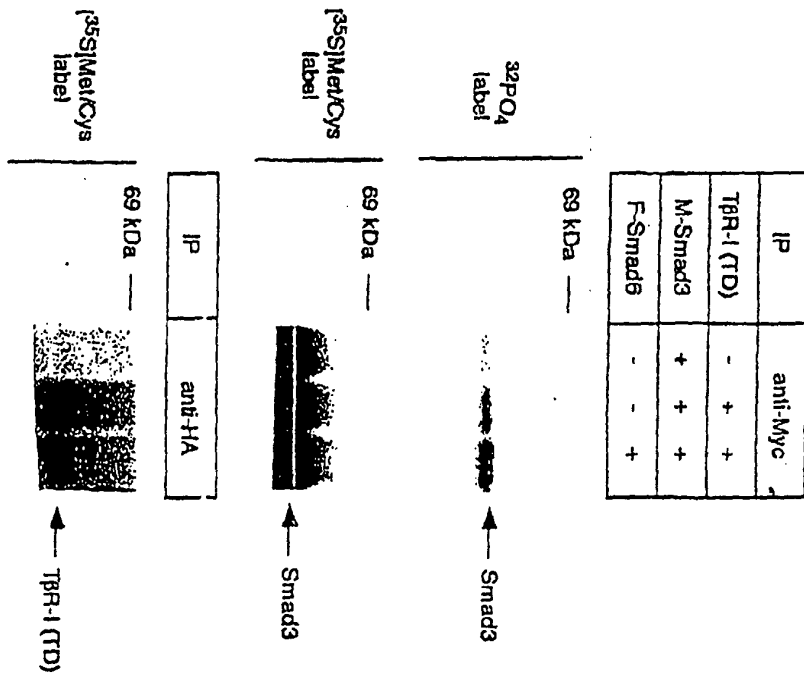 IP anti-Myc
TβR-I (TD) - + +
M-Smad3 + + +
F-Smad6 - - +
69 kDa
³²PO₄
label
Smad3
69 kDa
[³⁵S]Met/Cys
label
Smad3
IP anti-HA
69 kDa
[³⁵S]Met/Cys
label
TβR-I (TD)